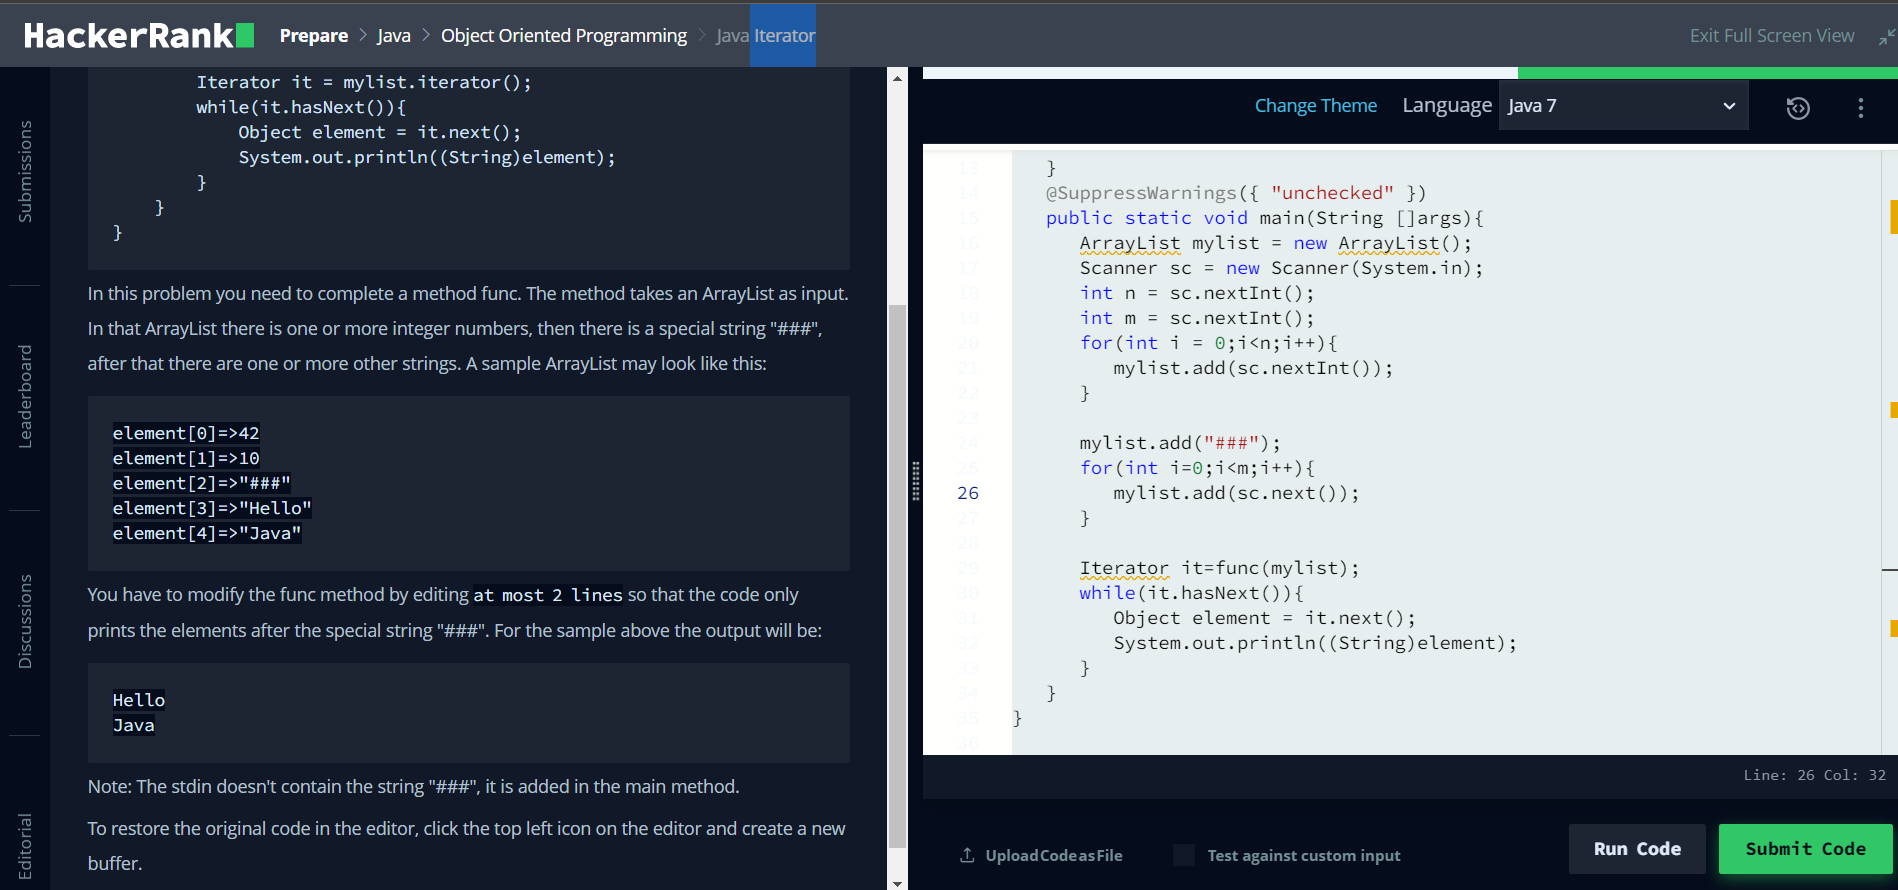 HackerRank
Prepare > Java > Object Oriented Programming > Java Iterator
Exit Full Screen View
Submissions
Leaderboard
Discussions
Editorial
Iterator it = mylist.iterator();
while(it.hasNext()){
Object element = it.next();
System.out.println((String)element);
}
}
}
In this problem you need to complete a method func. The method takes an ArrayList as input.
In that ArrayList there is one or more integer numbers, then there is a special string "###",
after that there are one or more other strings. A sample ArrayList may look like this:
element[0]=>42
element[1]=>10
element[2]=>"###"
element[3]=>"Hello"
element[4]=>"Java"
You have to modify the func method by editing at most 2 lines so that the code only
prints the elements after the special string "###". For the sample above the output will be:
Hello
Java
Note: The stdin doesn't contain the string "###", it is added in the main method.
To restore the original code in the editor, click the top left icon on the editor and create a new
buffer.
Change Theme Language Java 7
13 }
14 @SuppressWarnings({ "unchecked" })
15 public static void main(String []args){
16 ArrayList mylist = new ArrayList();
17 Scanner sc = new Scanner(System.in);
18 int n = sc.nextInt();
19 int m = sc.nextInt();
20 for(int i = 0;i<n;i++){
21 mylist.add(sc.nextInt());
22 }
23
24 mylist.add("###");
25 for(int i=0;i<m;i++){
26 mylist.add(sc.next());
27 }
28
29 Iterator it=func(mylist);
30 while(it.hasNext()){
31 Object element = it.next();
32 System.out.println((String)element);
33 }
34 }
35 }
36
Line: 26 Col: 32
Upload Code as File
Test against custom input
Run Code
Submit Code